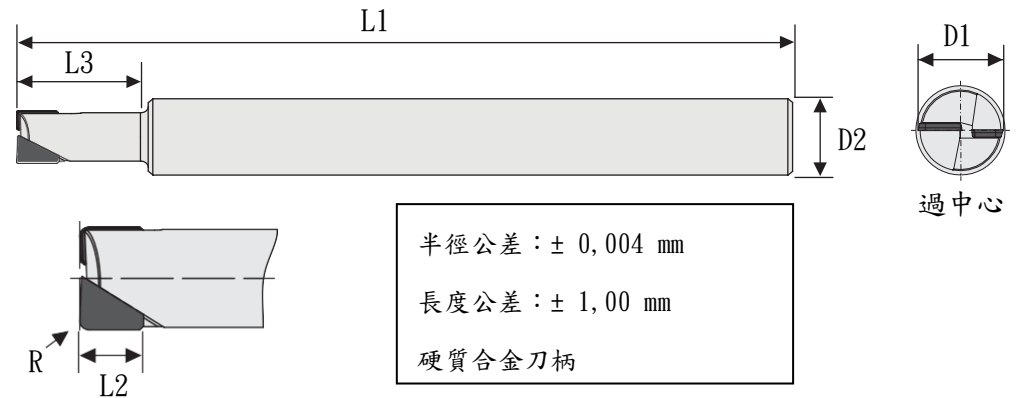 L1
L3
D1
D2
過中心
R
L2
半徑公差：± 0,004 mm
長度公差：± 1,00 mm
硬質合金刀柄